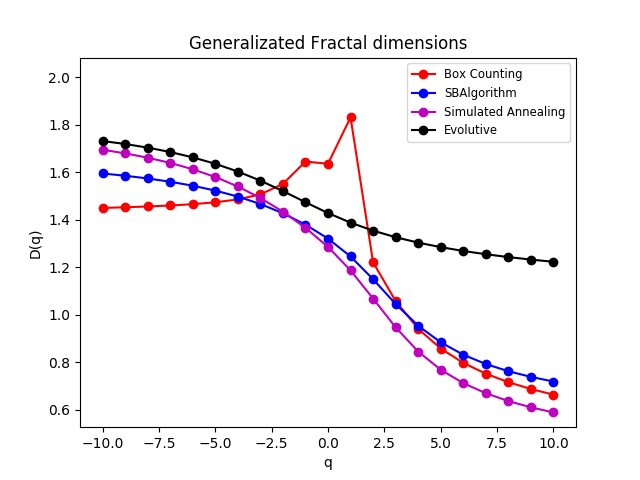 Generalizated Fractal dimensions
Box Counting
SBAlgorithm
Simulated Annealing
Evolutive
D(q)
2.0
1.8
1.6
1.4
1.2
1.0
0.8
0.6
−10.0 −7.5 −5.0 −2.5 0.0 2.5 5.0 7.5 10.0
q